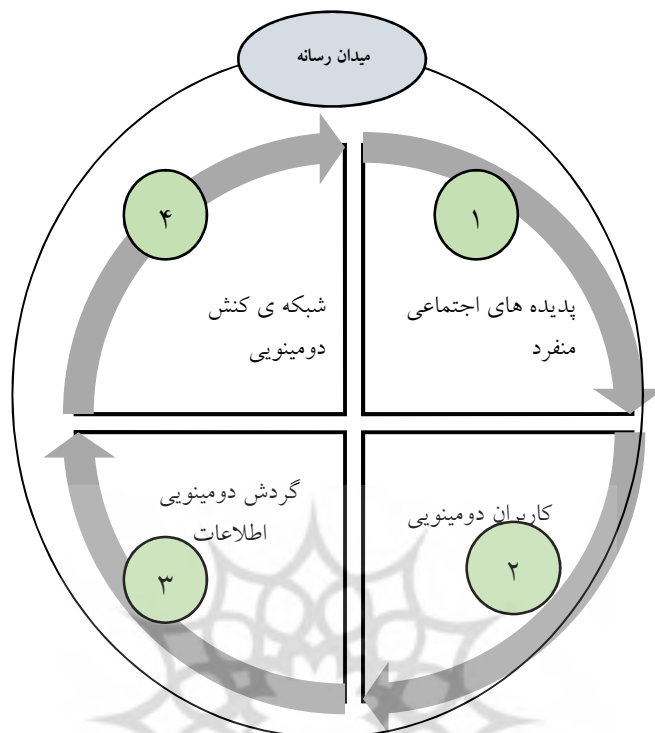 میدان رسانه
۱
پدیده های اجتماعی
منفرد
کاربران دومینویی
۲
گردش دومینویی
اطلاعات
۳
۴
شبکه ی کنش
دومینویی